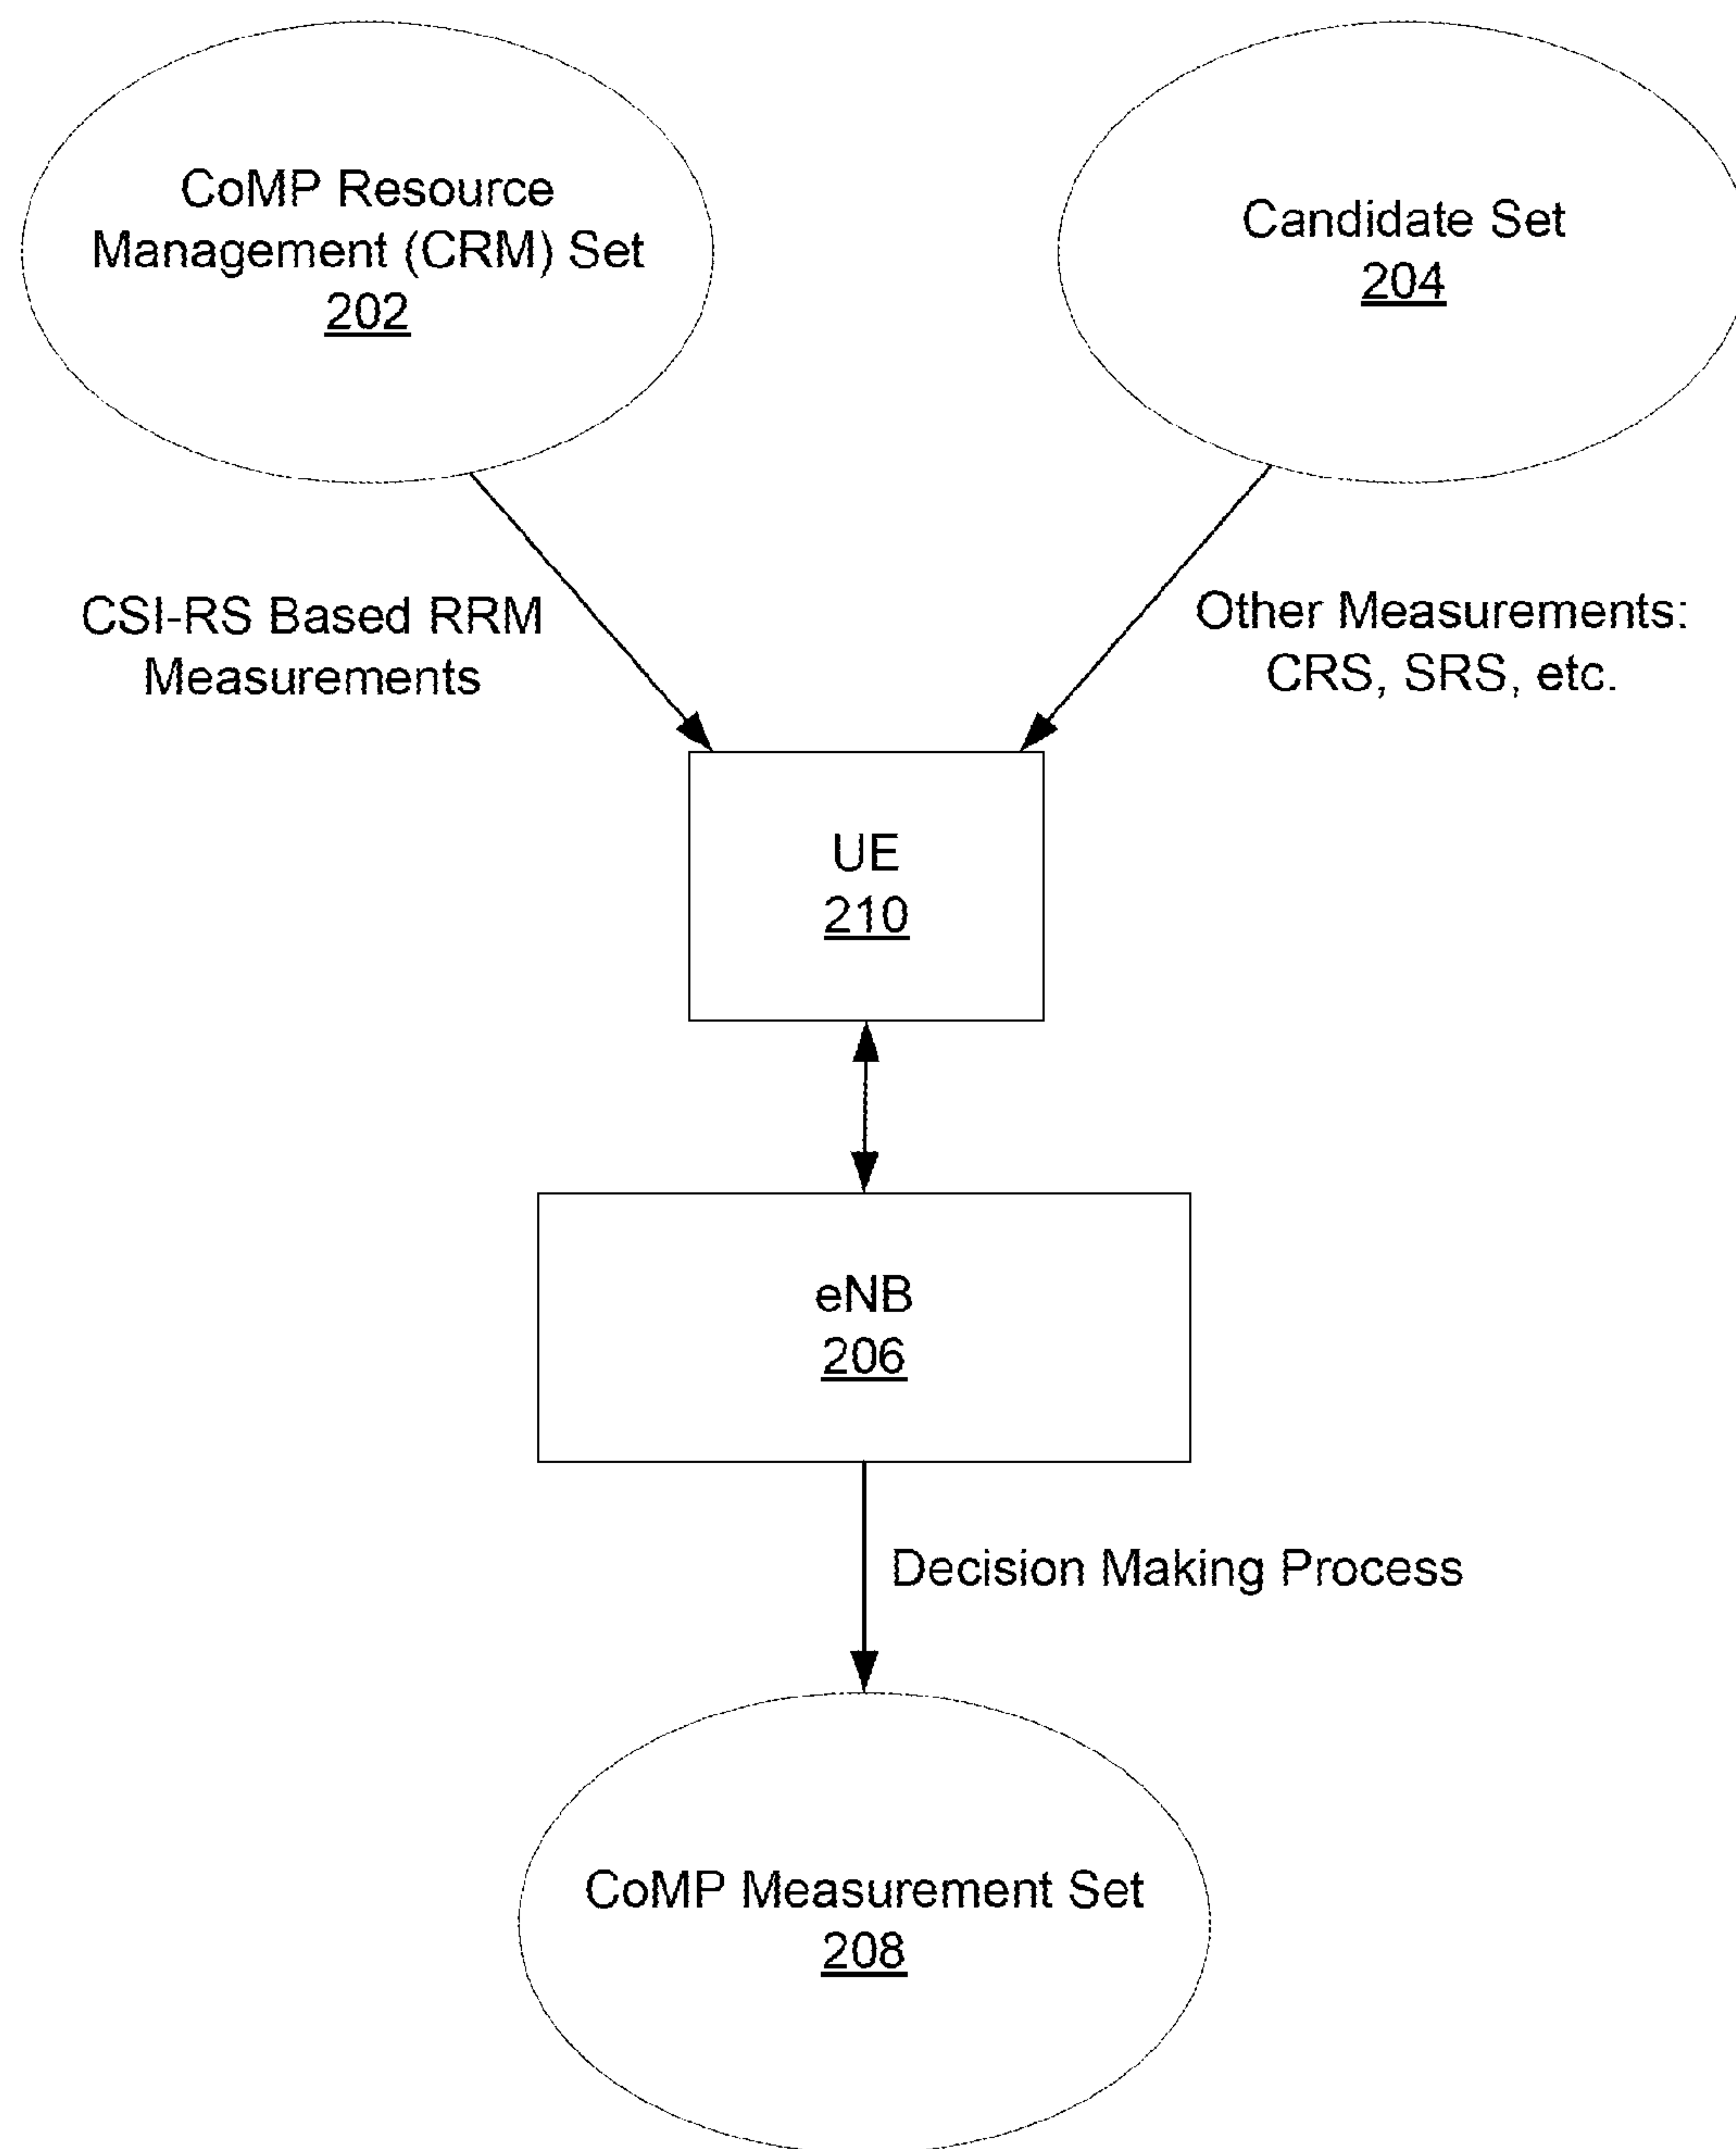 CoMP Resource
Management (CRM) Set
202
Candidate Set
204
CSI-RS Based RRM
Measurements
Other Measurements:
CRS, SRS, etc.
UE
210
eNB
206
Decision Making Process
CoMP Measurement Set
208